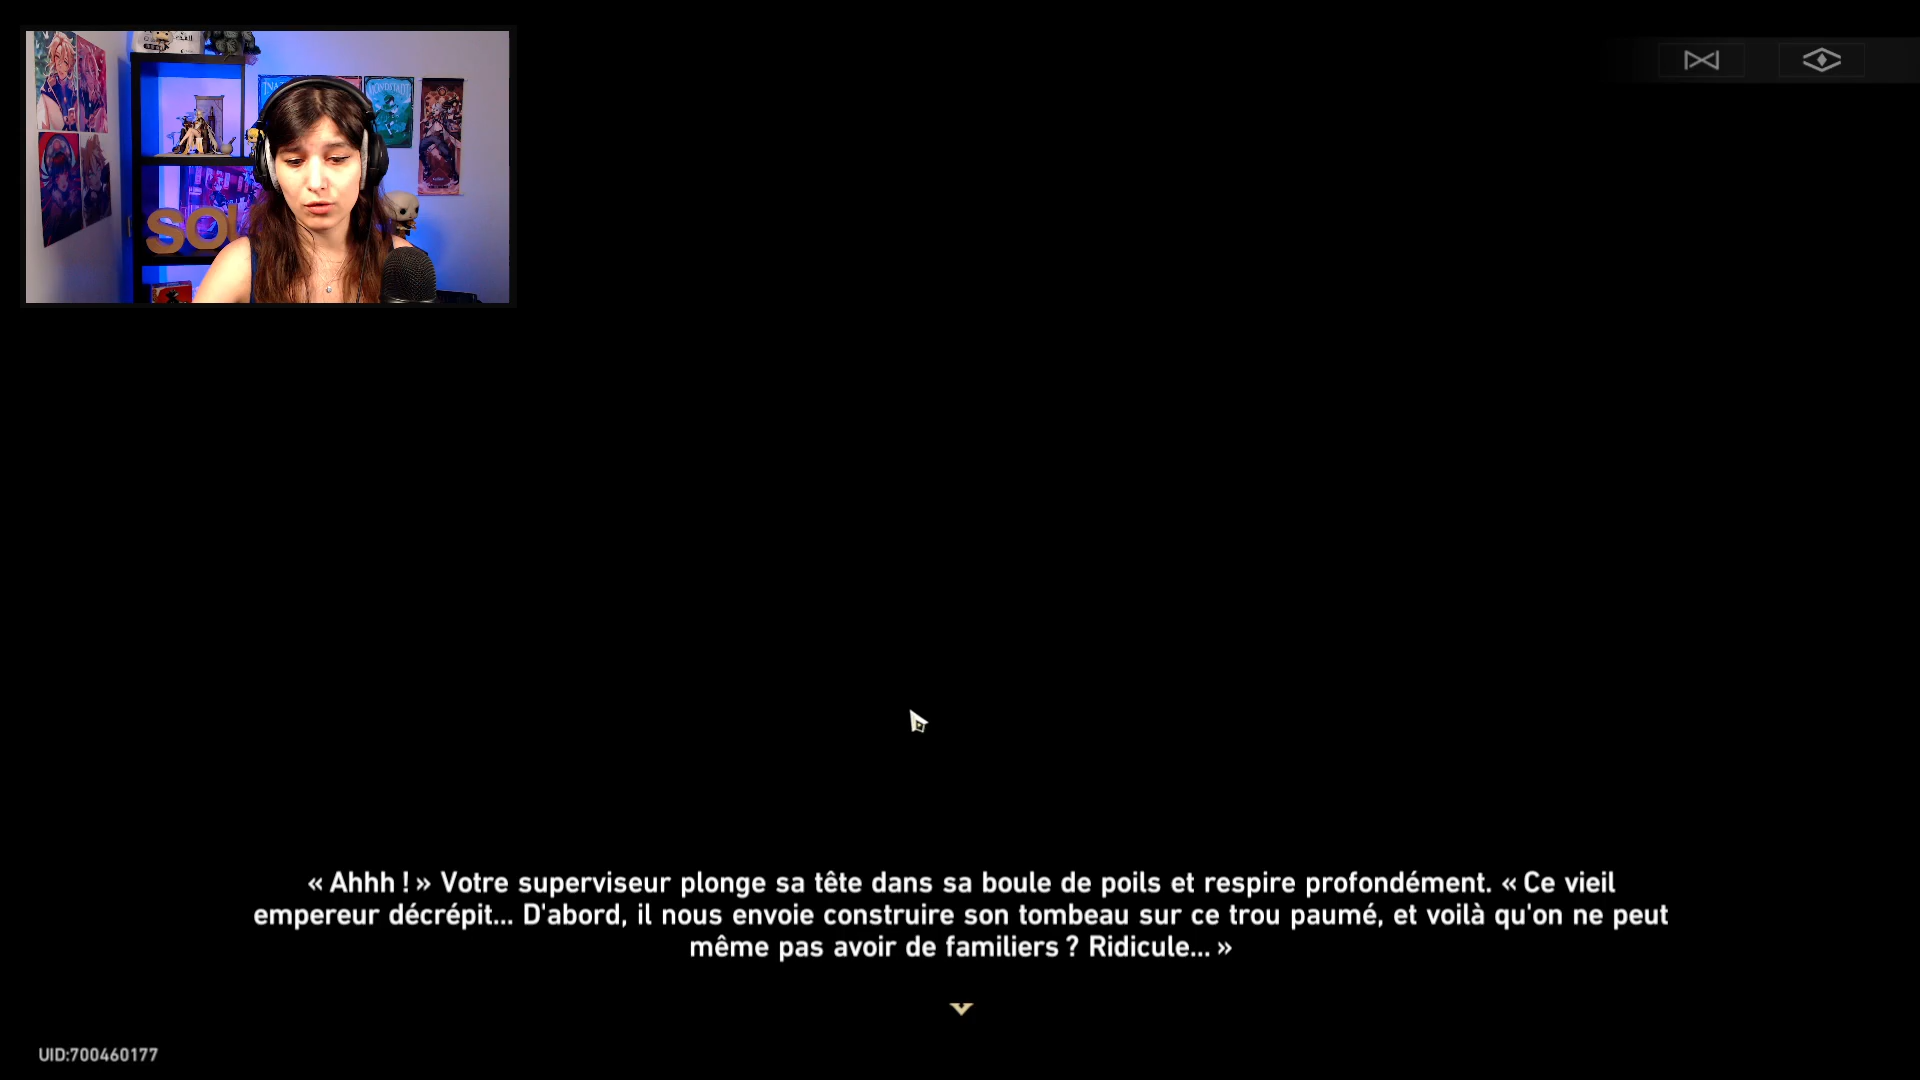 SOU
MONDSTADT
« Ahhh ! » Votre superviseur plonge sa tête dans sa boule de poils et respire profondément. « Ce vieil
empereur décrépit... D'abord, il nous envoie construire son tombeau sur ce trou paumé, et voilà qu'on ne peut
même pas avoir de familiers ? Ridicule... »
UID:700460177